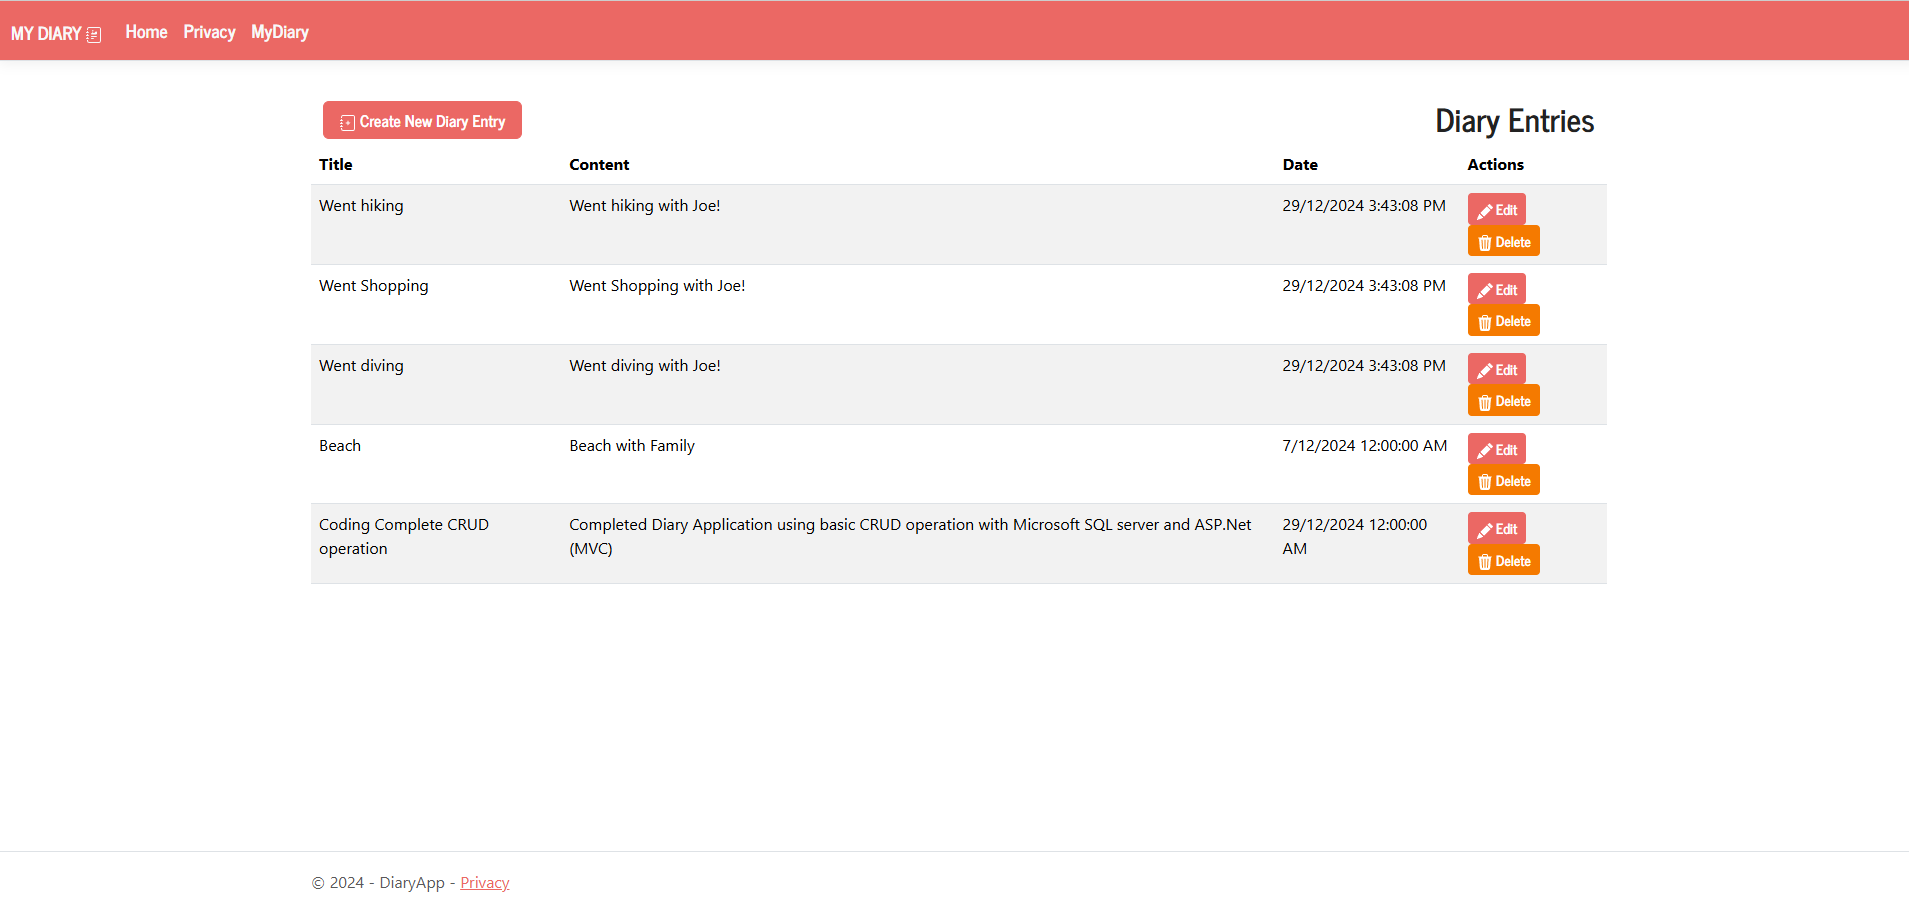 MY DIARY Home Privacy MyDiary
Create New Diary Entry Diary Entries
Title Content Date Actions
Went hiking Went hiking with Joe! 29/12/2024 3:43:08 PM Edit
Delete
Went Shopping Went Shopping with Joe! 29/12/2024 3:43:08 PM Edit
Delete
Went diving Went diving with Joe! 29/12/2024 3:43:08 PM Edit
Delete
Beach Beach with Family 7/12/2024 12:00:00 AM Edit
Delete
Coding Complete CRUD Completed Diary Application using basic CRUD operation with Microsoft SQL server and ASP.Net 29/12/2024 12:00:00 Edit
operation (MVC) AM Delete
© 2024 - DiaryApp - Privacy